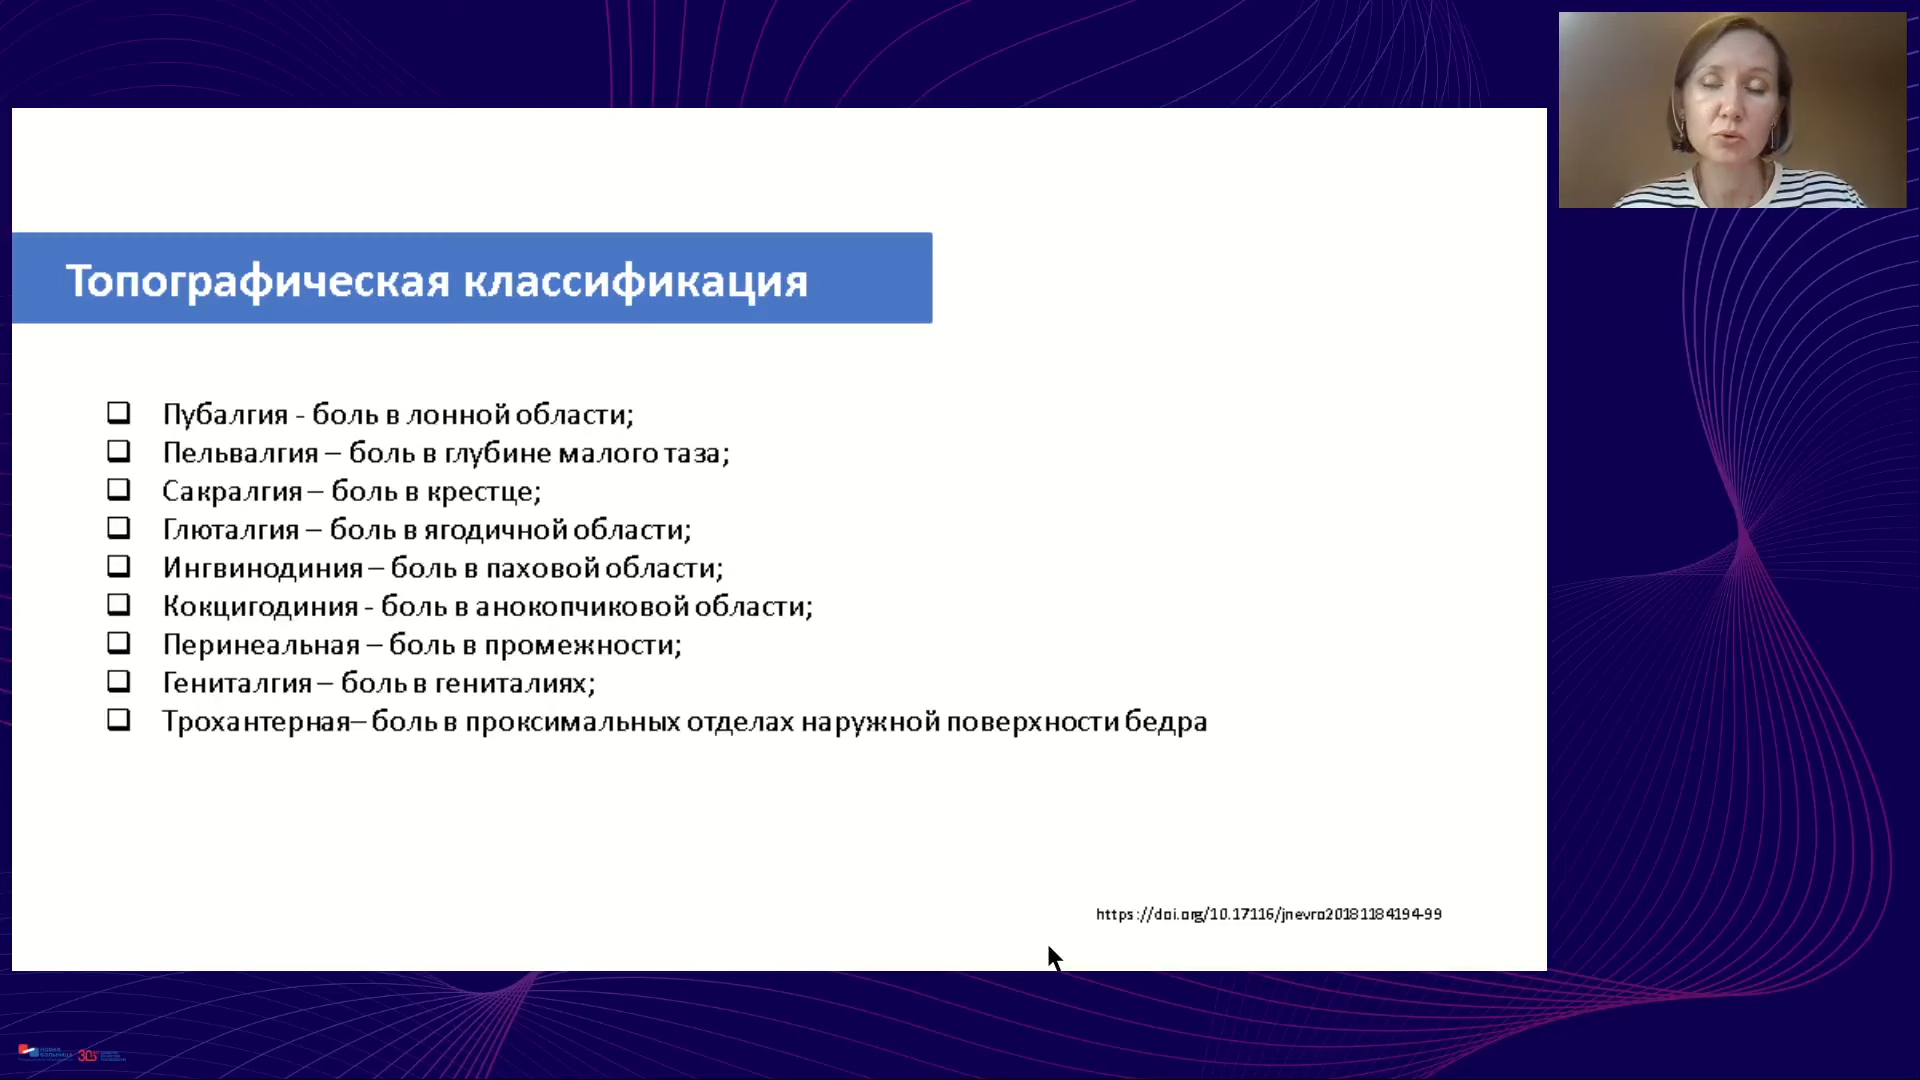 Топографическая классификация
Пубалгия - боль в лонной области;
Пельвалгия – боль в глубине малого таза;
Сакралгия – боль в крестце;
Глюталгия – боль в ягодичной области;
Ингвинодиния – боль в паховой области;
Кокцигодиния - боль в анокопчиковой области;
Перинеальная – боль в промежности;
Гениталгия – боль в гениталиях;
Трохантерная– боль в проксимальных отделах наружной поверхности бедра
https://doi.org/10.17116/jnevro20181184194-99